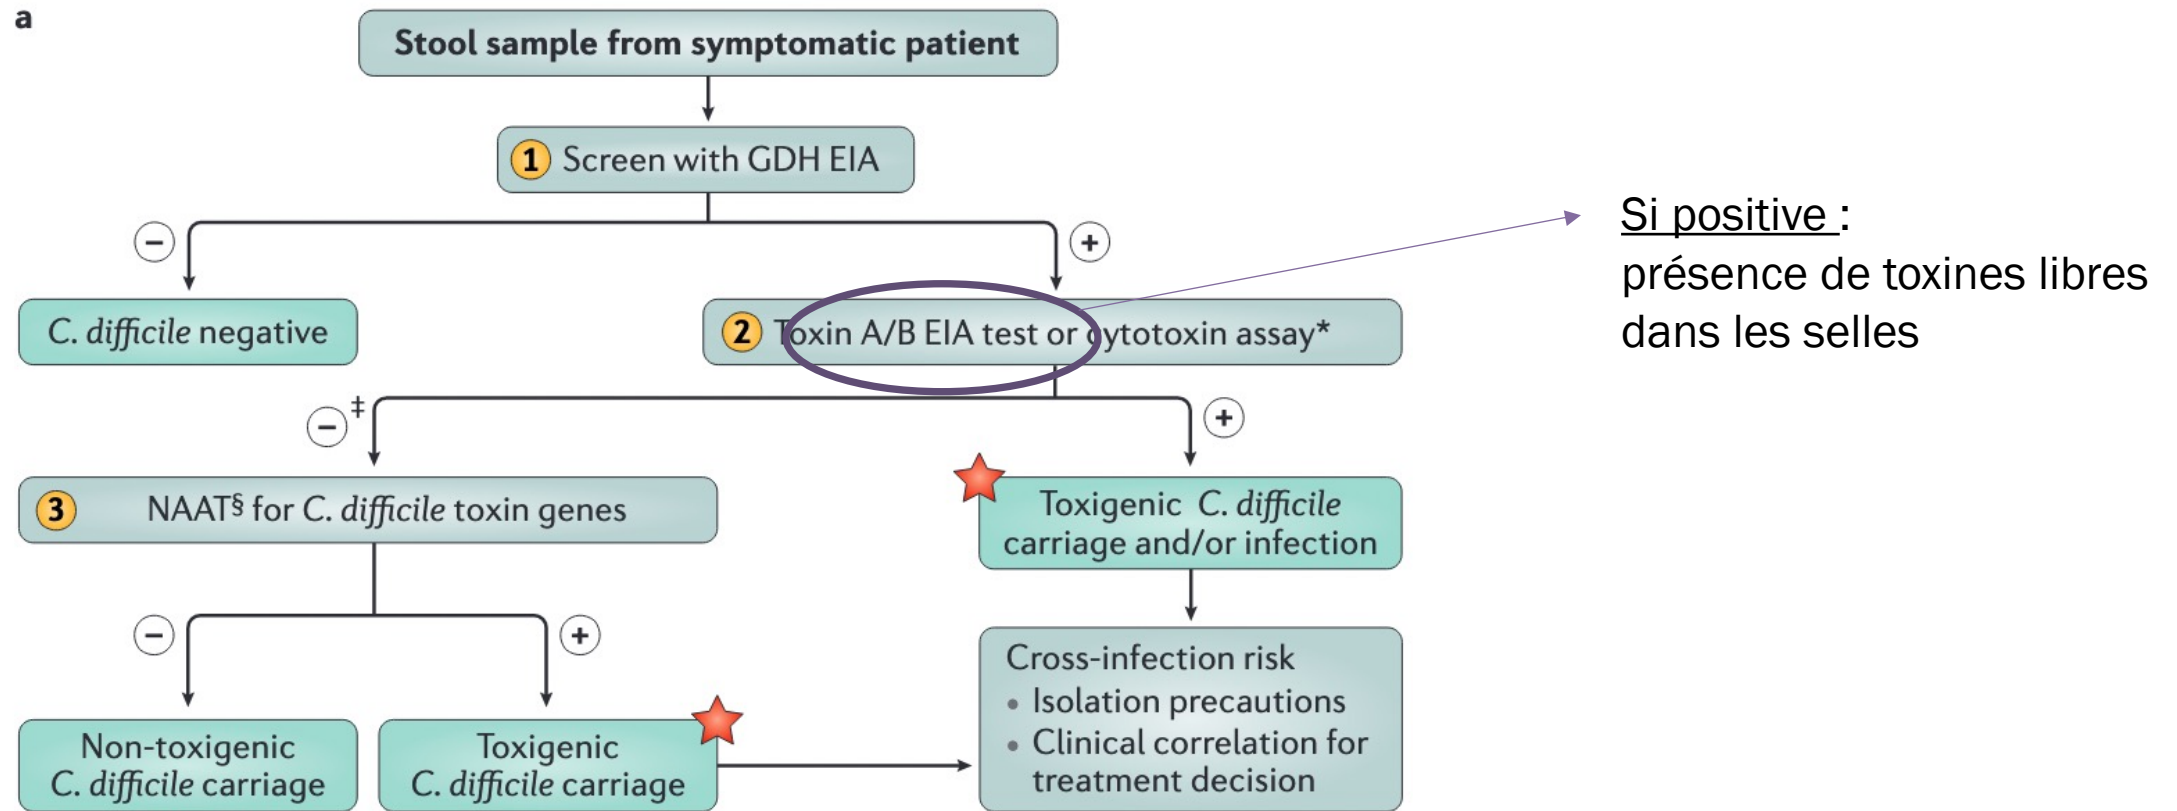 a
Stool sample from symptomatic patient
1 Screen with GDH EIA
−
+
Si positive :
présence de toxines libres
dans les selles
C. difficile negative
2 Toxin A/B EIA test or cytotoxin assay*
−‡
+
3 NAAT§ for C. difficile toxin genes
Toxigenic C. difficile
carriage and/or infection
−
+
Cross-infection risk
• Isolation precautions
• Clinical correlation for
treatment decision
Non-toxigenic
C. difficile carriage
Toxigenic
C. difficile carriage